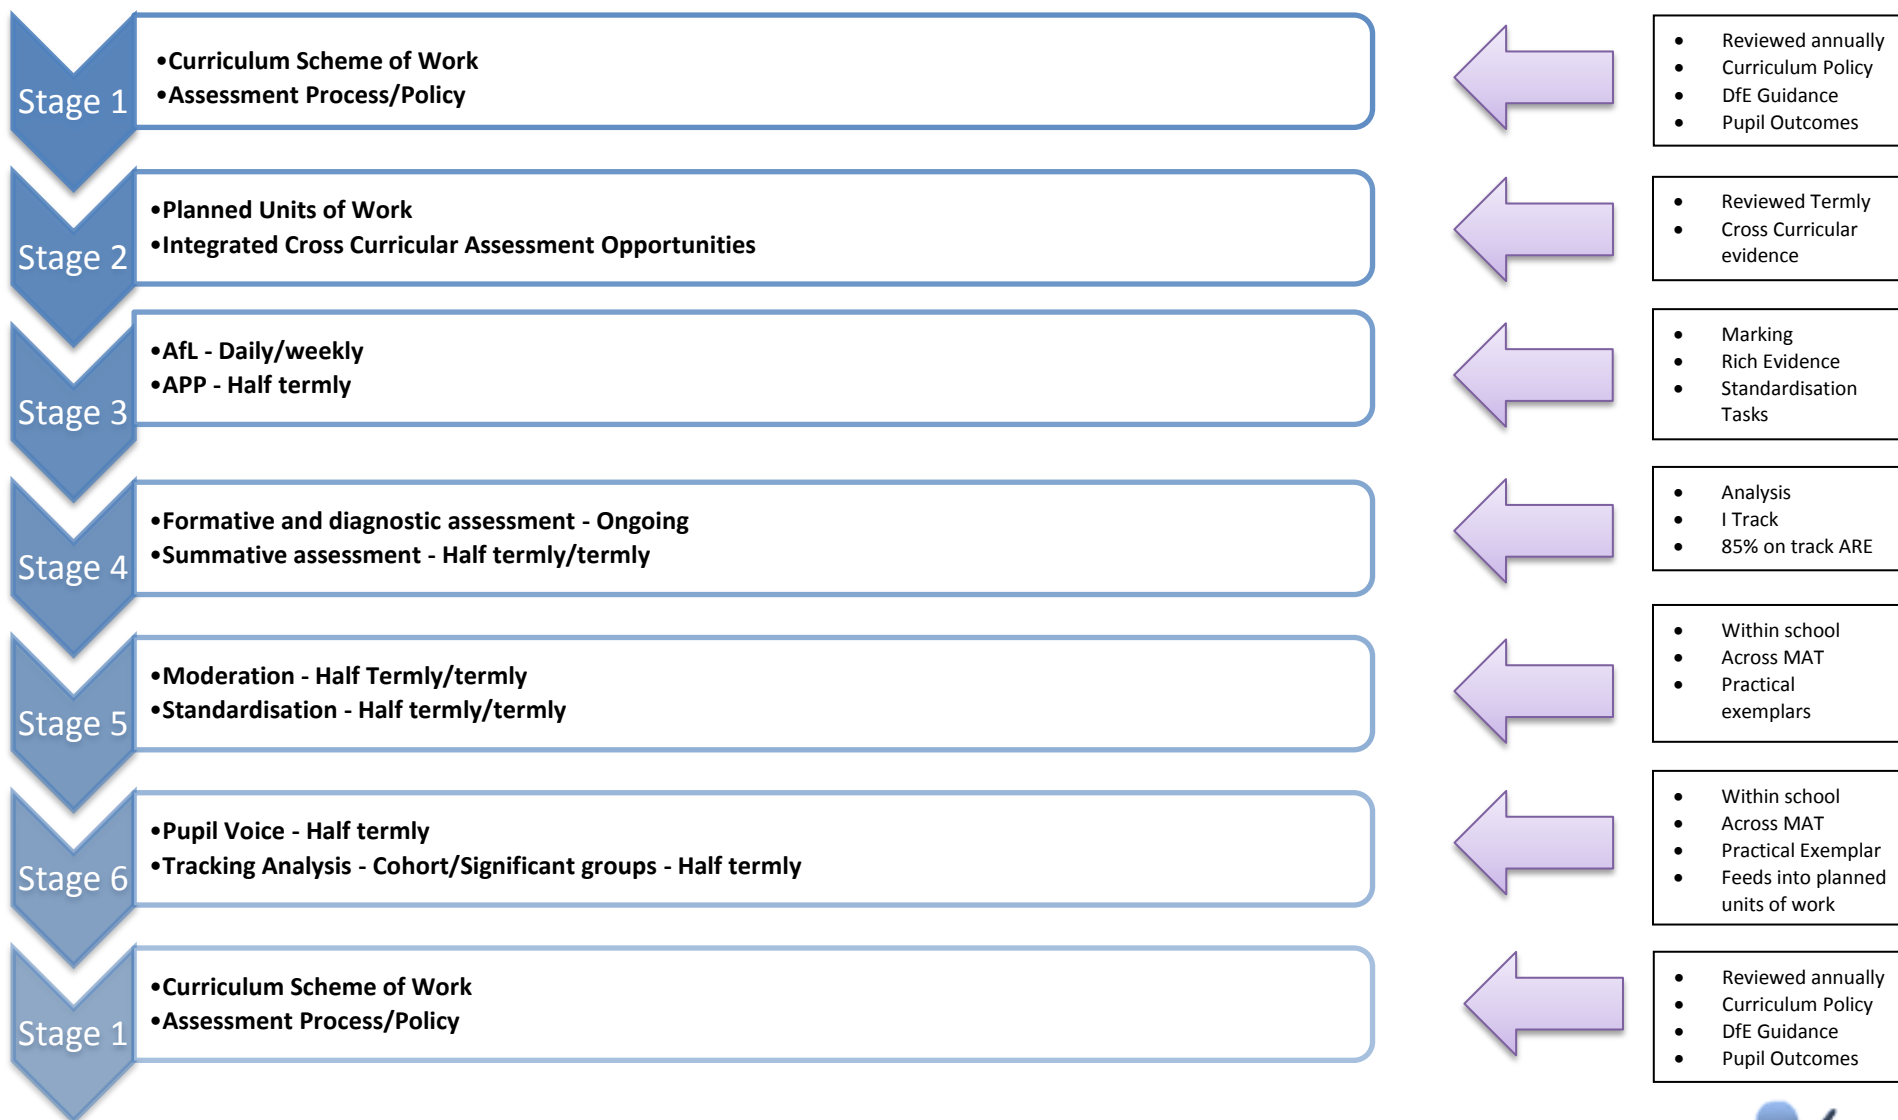 Stage 1
•Curriculum Scheme of Work
•Assessment Process/Policy
• Reviewed annually
• Curriculum Policy
• DfE Guidance
• Pupil Outcomes
Stage 2
•Planned Units of Work
•Integrated Cross Curricular Assessment Opportunities
• Reviewed Termly
• Cross Curricular
evidence
Stage 3
•AfL - Daily/weekly
•APP - Half termly
• Marking
• Rich Evidence
• Standardisation
Tasks
Stage 4
•Formative and diagnostic assessment - Ongoing
•Summative assessment - Half termly/termly
• Analysis
• I Track
• 85% on track ARE
Stage 5
•Moderation - Half Termly/termly
•Standardisation - Half termly/termly
• Within school
• Across MAT
• Practical
exemplars
Stage 6
•Pupil Voice - Half termly
•Tracking Analysis - Cohort/Significant groups - Half termly
• Within school
• Across MAT
• Practical Exemplar
• Feeds into planned
units of work
Stage 1
•Curriculum Scheme of Work
•Assessment Process/Policy
• Reviewed annually
• Curriculum Policy
• DfE Guidance
• Pupil Outcomes